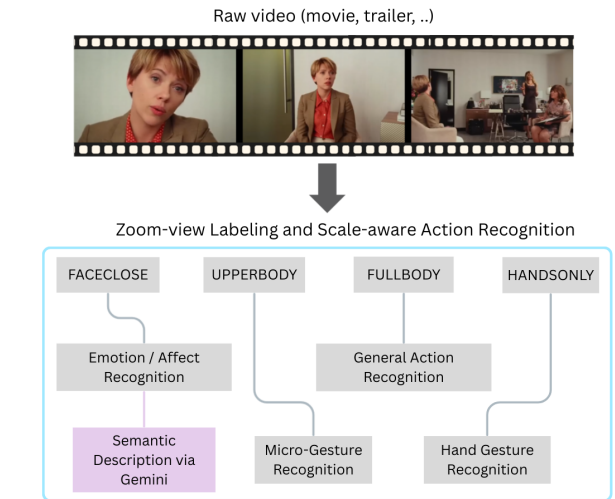 Raw video (movie, trailer, ..)
Zoom-view Labeling and Scale-aware Action Recognition
FACECLOSE
UPPERBODY
FULLBODY
HANDSONLY
Emotion / Affect
Recognition
General Action
Recognition
Semantic
Description via
Gemini
Micro-Gesture
Recognition
Hand Gesture
Recognition